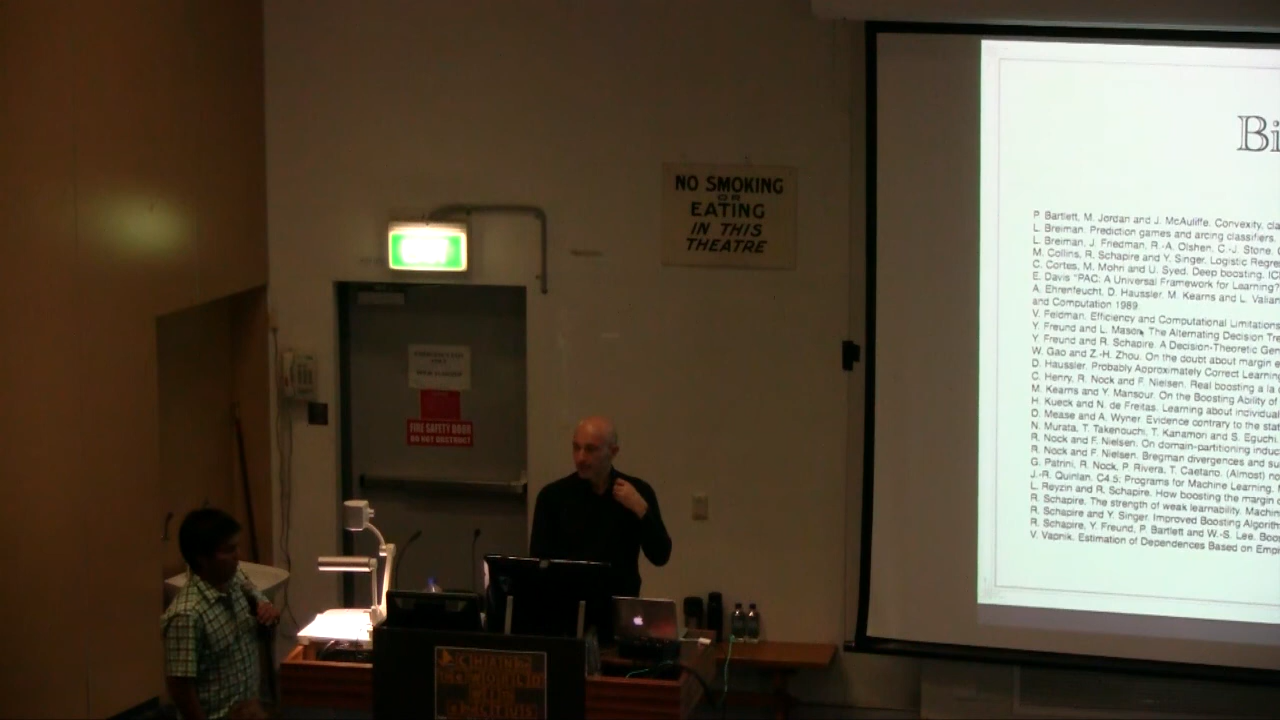 NO SMOKING
OR
EATING
IN THIS
THEATRE
FIRE SAFETY DOOR
DO NOT OBSTRUCT
Bi
P. Bartlett, M. Jordan and J. McAuliffe. Convexity, cla
L. Breiman. Prediction games and arcing classifiers.
L. Breiman, J. Friedman, R.-A. Olshen, C.-J. Stone.
M. Collins, R. Schapire and Y. Singer. Logistic Regre
C. Cortes, M. Mohri and U. Syed. Deep boosting. IC
E. Davis "PAC: A Universal Framework for Learning?
A. Ehrenfeucht, D. Haussler, M. Kearns and L. Valian
and Computation 1989
V. Feldman. Efficiency and Computational Limitations
Y. Freund and L. Mason. The Alternating Decision Tre
Y. Freund and R. Schapire. A Decision-Theoretic Gen
W. Gao and Z.-H. Zhou. On the doubt about margin e
D. Haussler. Probably Approximately Correct Learning
C. Henry, R. Nock and F. Nielsen. Real boosting a la
M. Kearns and Y. Mansour. On the Boosting Ability of
H. Kueck and N. de Freitas. Learning about individual
D. Mease and A. Wyner. Evidence contrary to the stat
N. Murata, T. Takenouchi, T. Kanamori and S. Eguchi.
R. Nock and F. Nielsen. On domain-partitioning induc
R. Nock and F. Nielsen. Bregman divergences and su
G. Patrini, R. Nock, P. Rivera, T. Caetano. (Almost) no
J.-R. Quinlan. C4.5: Programs for Machine Learning.
L. Reyzin and R. Schapire. How boosting the margin c
R. Schapire. The strength of weak learnability. Machin
R. Schapire and Y. Singer. Improved Boosting Algorith
R. Schapire, Y. Freund, P. Bartlett and W.-S. Lee. Boo
V. Vapnik. Estimation of Dependences Based on Empi